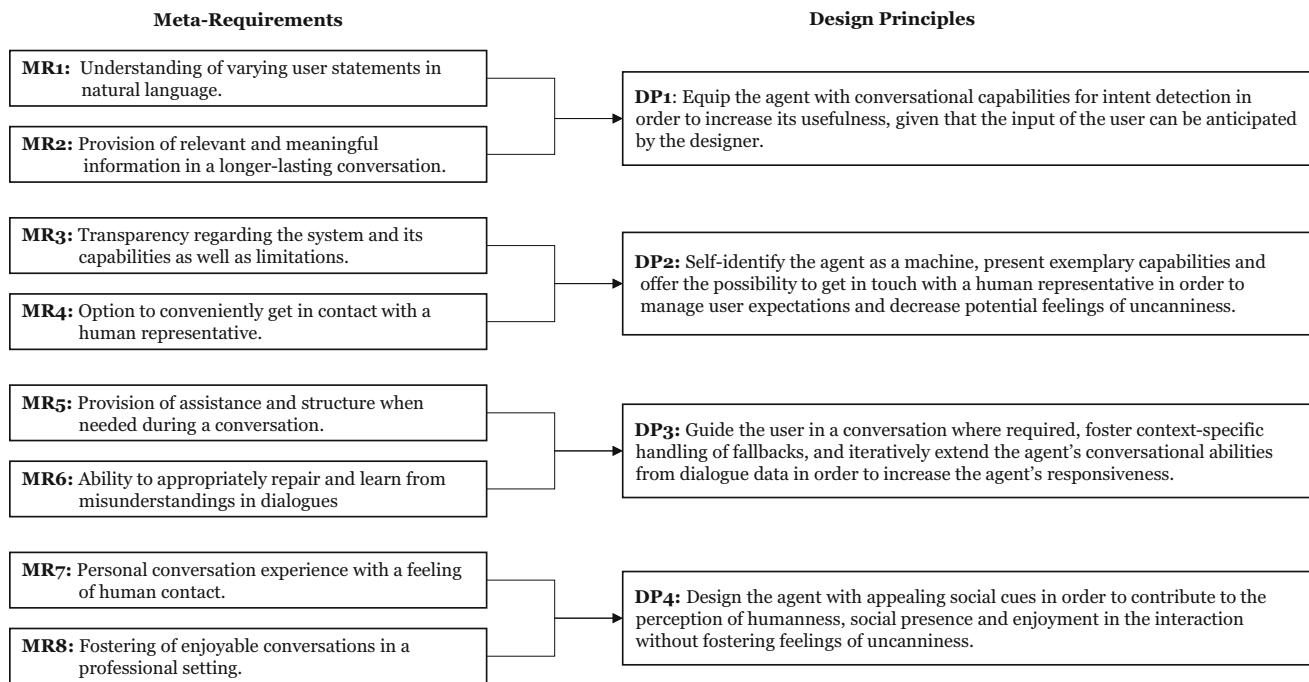 Meta-Requirements
Design Principles
MR1: Understanding of varying user statements in
natural language.
MR2: Provision of relevant and meaningful
information in a longer-lasting conversation.
DP1: Equip the agent with conversational capabilities for intent detection in
order to increase its usefulness, given that the input of the user can be anticipated
by the designer.
MR3: Transparency regarding the system and its
capabilities as well as limitations.
MR4: Option to conveniently get in contact with a
human representative.
DP2: Self-identify the agent as a machine, present exemplary capabilities and
offer the possibility to get in touch with a human representative in order to
manage user expectations and decrease potential feelings of uncanniness.
MR5: Provision of assistance and structure when
needed during a conversation.
MR6: Ability to appropriately repair and learn from
misunderstandings in dialogues
DP3: Guide the user in a conversation where required, foster context-specific
handling of fallbacks, and iteratively extend the agent’s conversational abilities
from dialogue data in order to increase the agent’s responsiveness.
MR7: Personal conversation experience with a feeling
of human contact.
MR8: Fostering of enjoyable conversations in a
professional setting.
DP4: Design the agent with appealing social cues in order to contribute to the
perception of humanness, social presence and enjoyment in the interaction
without fostering feelings of uncanniness.